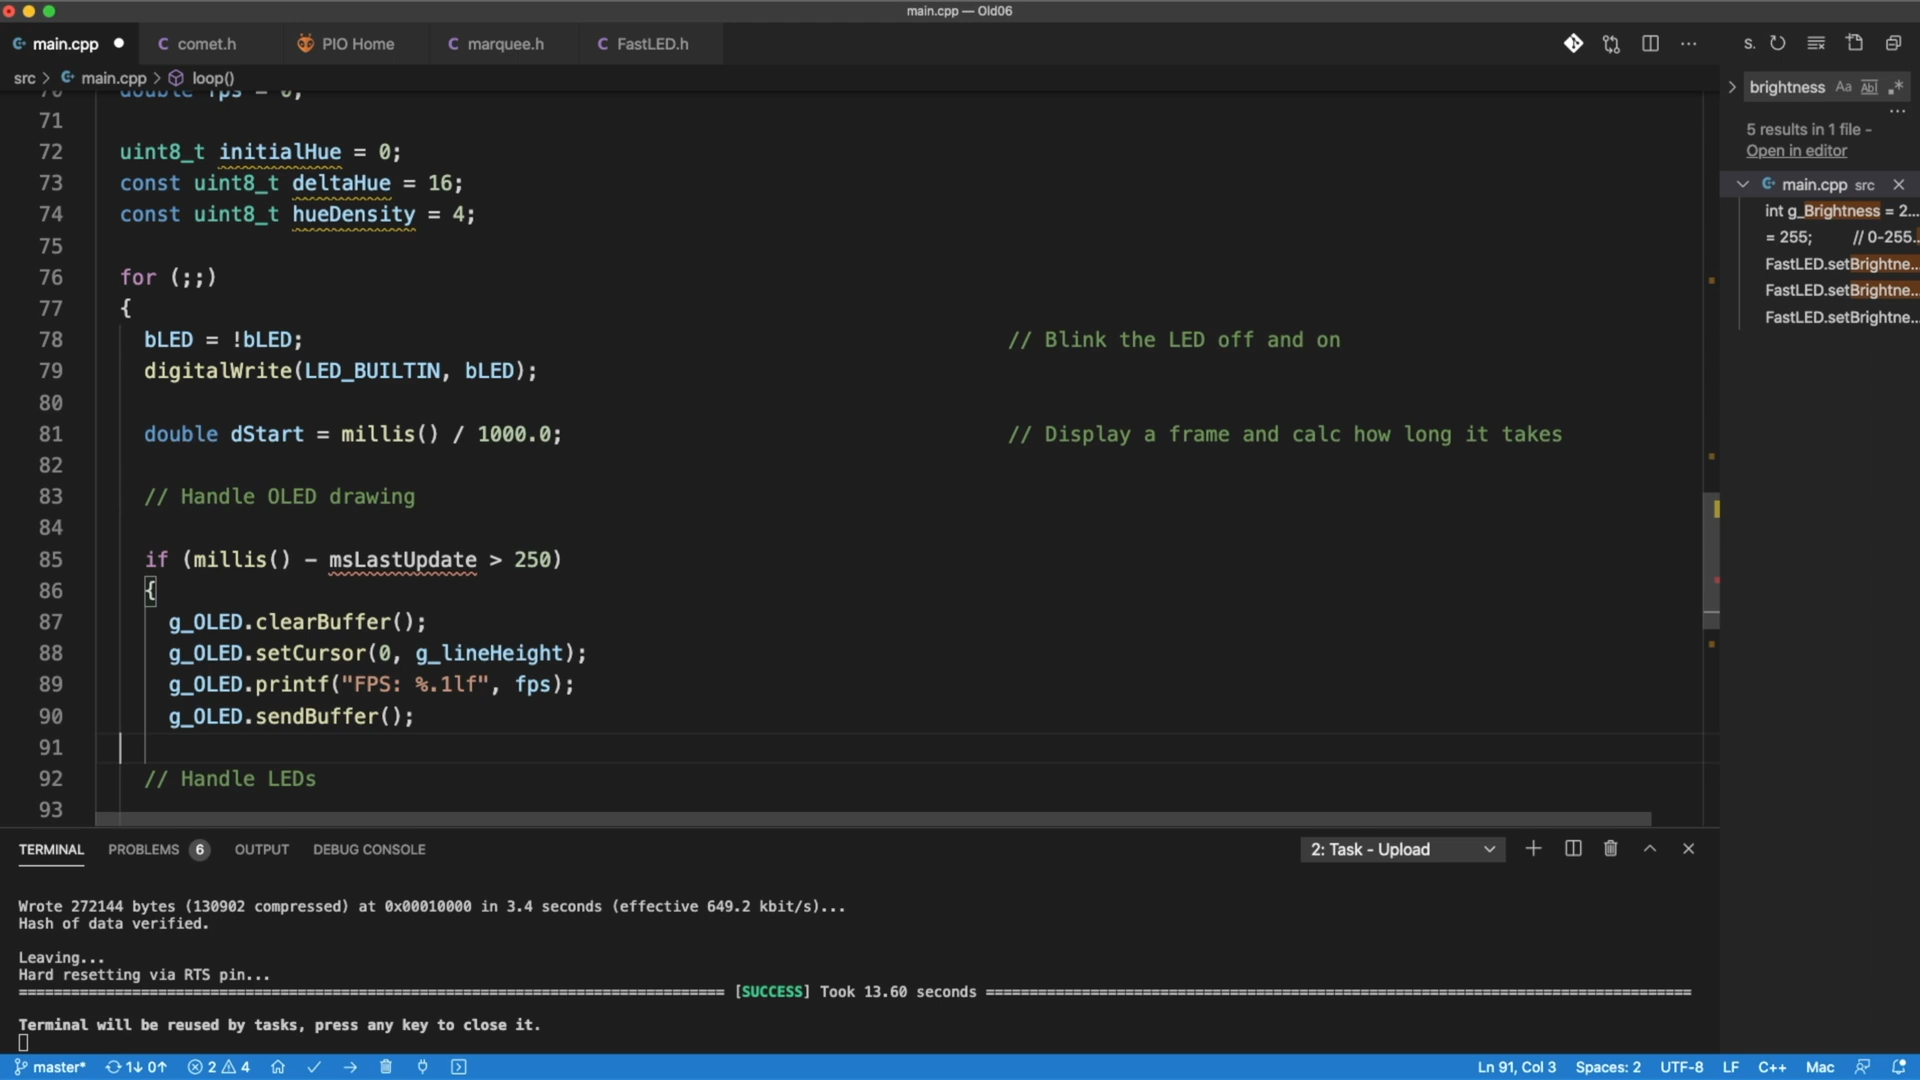 main.cpp — Old06
main.cpp
comet.h
PIO Home
marquee.h
FastLED.h
S.
src > main.cpp > loop()
70 double fps = 0;
71
72 uint8_t initialHue = 0;
73 const uint8_t deltaHue = 16;
74 const uint8_t hueDensity = 4;
75
76 for (;;)
77 {
78 bLED = !bLED; // Blink the LED off and on
79 digitalWrite(LED_BUILTIN, bLED);
80
81 double dStart = millis() / 1000.0; // Display a frame and calc how long it takes
82
83 // Handle OLED drawing
84
85 if (millis() - msLastUpdate > 250)
86 {
87 g_OLED.clearBuffer();
88 g_OLED.setCursor(0, g_lineHeight);
89 g_OLED.printf("FPS: %.1lf", fps);
90 g_OLED.sendBuffer();
91
92 // Handle LEDs
93
brightness Aa Abl .*
5 results in 1 file -
Open in editor
main.cpp src
int g_Brightness = 2...
= 255; // 0-255...
FastLED.setBrightne...
FastLED.setBrightne...
FastLED.setBrightne...
TERMINAL PROBLEMS 6 OUTPUT DEBUG CONSOLE
2: Task - Upload
Wrote 272144 bytes (130902 compressed) at 0x00010000 in 3.4 seconds (effective 649.2 kbit/s)...
Hash of data verified.
Leaving...
Hard resetting via RTS pin...
[SUCCESS] Took 13.60 seconds
Terminal will be reused by tasks, press any key to close it.
master* 1↓ 0↑ 2 4
Ln 91, Col 3 Spaces: 2 UTF-8 LF C++ Mac